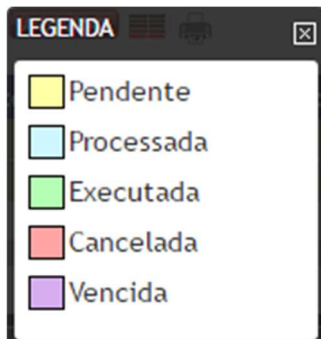 LEGENDA
Pendente
Processada
Executada
Cancelada
Vencida